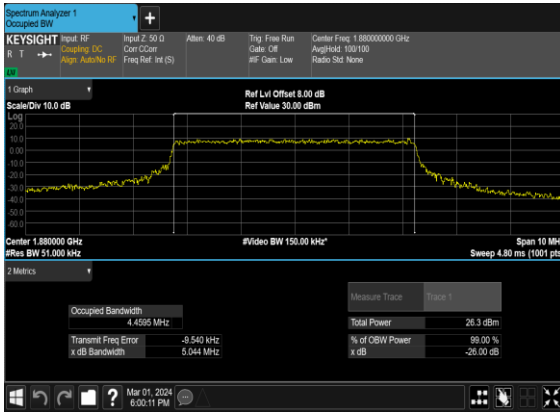 Spectrum Analyzer 1
Occupied BW
KEYSIGHT Input: RF Input Z: 50 Ω Atten: 40 dB Trig: Free Run Center Freq: 1.880000000 GHz
R T Coupling: DC Corr CCorr Gate: Off Avg|Hold: 100/100
Align: Auto/No RF Freq Ref: Int (S) #IF Gain: Low Radio Std: None
1 Graph
Ref Lvl Offset 8.00 dB
Scale/Div 10.0 dB Ref Value 30.00 dBm
Log
20.0
10.0
0.00
-10.0
-20.0
-30.0
-40.0
-50.0
-60.0
Center 1.880000 GHz #Video BW 150.00 kHz* Span 10 MH
#Res BW 51.000 kHz Sweep 4.80 ms (1001 pts
2 Metrics
Measure Trace Trace 1
Occupied Bandwidth
4.4595 MHz Total Power 26.3 dBm
Transmit Freq Error -9.540 kHz % of OBW Power 99.00 %
x dB Bandwidth 5.044 MHz x dB -26.00 dB
Mar 01, 2024
6:00:11 PM